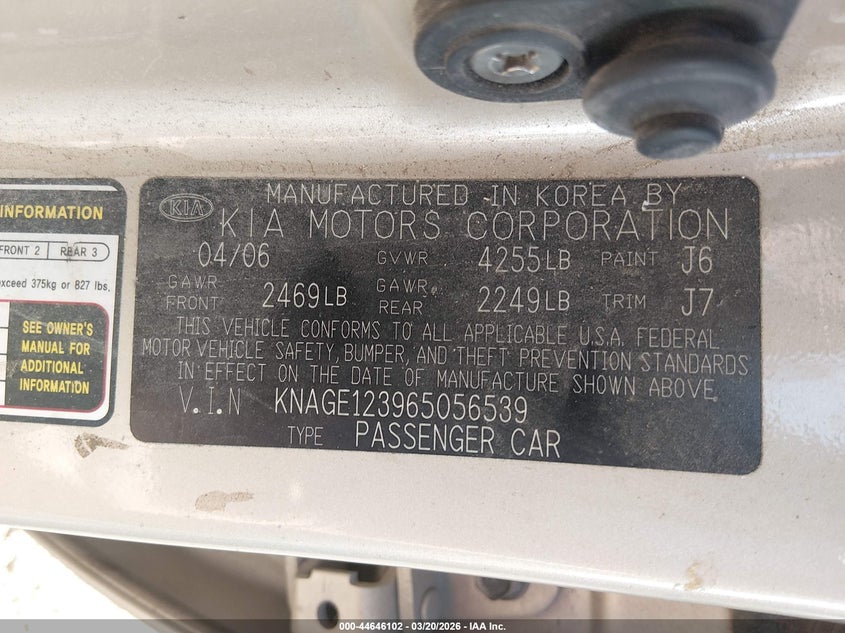 INFORMATION
FRONT 2 REAR 3
exceed 375kg or 827 lbs.
SEE OWNER'S
MANUAL FOR
ADDITIONAL
INFORMATION
KIA
MANUFACTURED IN KOREA BY
KIA MOTORS CORPORATION
04/06 GVWR 4255LB PAINT J6
GAWR FRONT 2469LB GAWR REAR 2249LB TRIM J7
THIS VEHICLE CONFORMS TO ALL APPLICABLE U.S.A. FEDERAL
MOTOR VEHICLE SAFETY, BUMPER, AND THEFT PREVENTION STANDARDS
IN EFFECT ON THE DATE OF MANUFACTURE SHOWN ABOVE.
V.I.N KNAGE123965056539
TYPE PASSENGER CAR
000-44646102 — 03/20/2026 — IAA Inc.